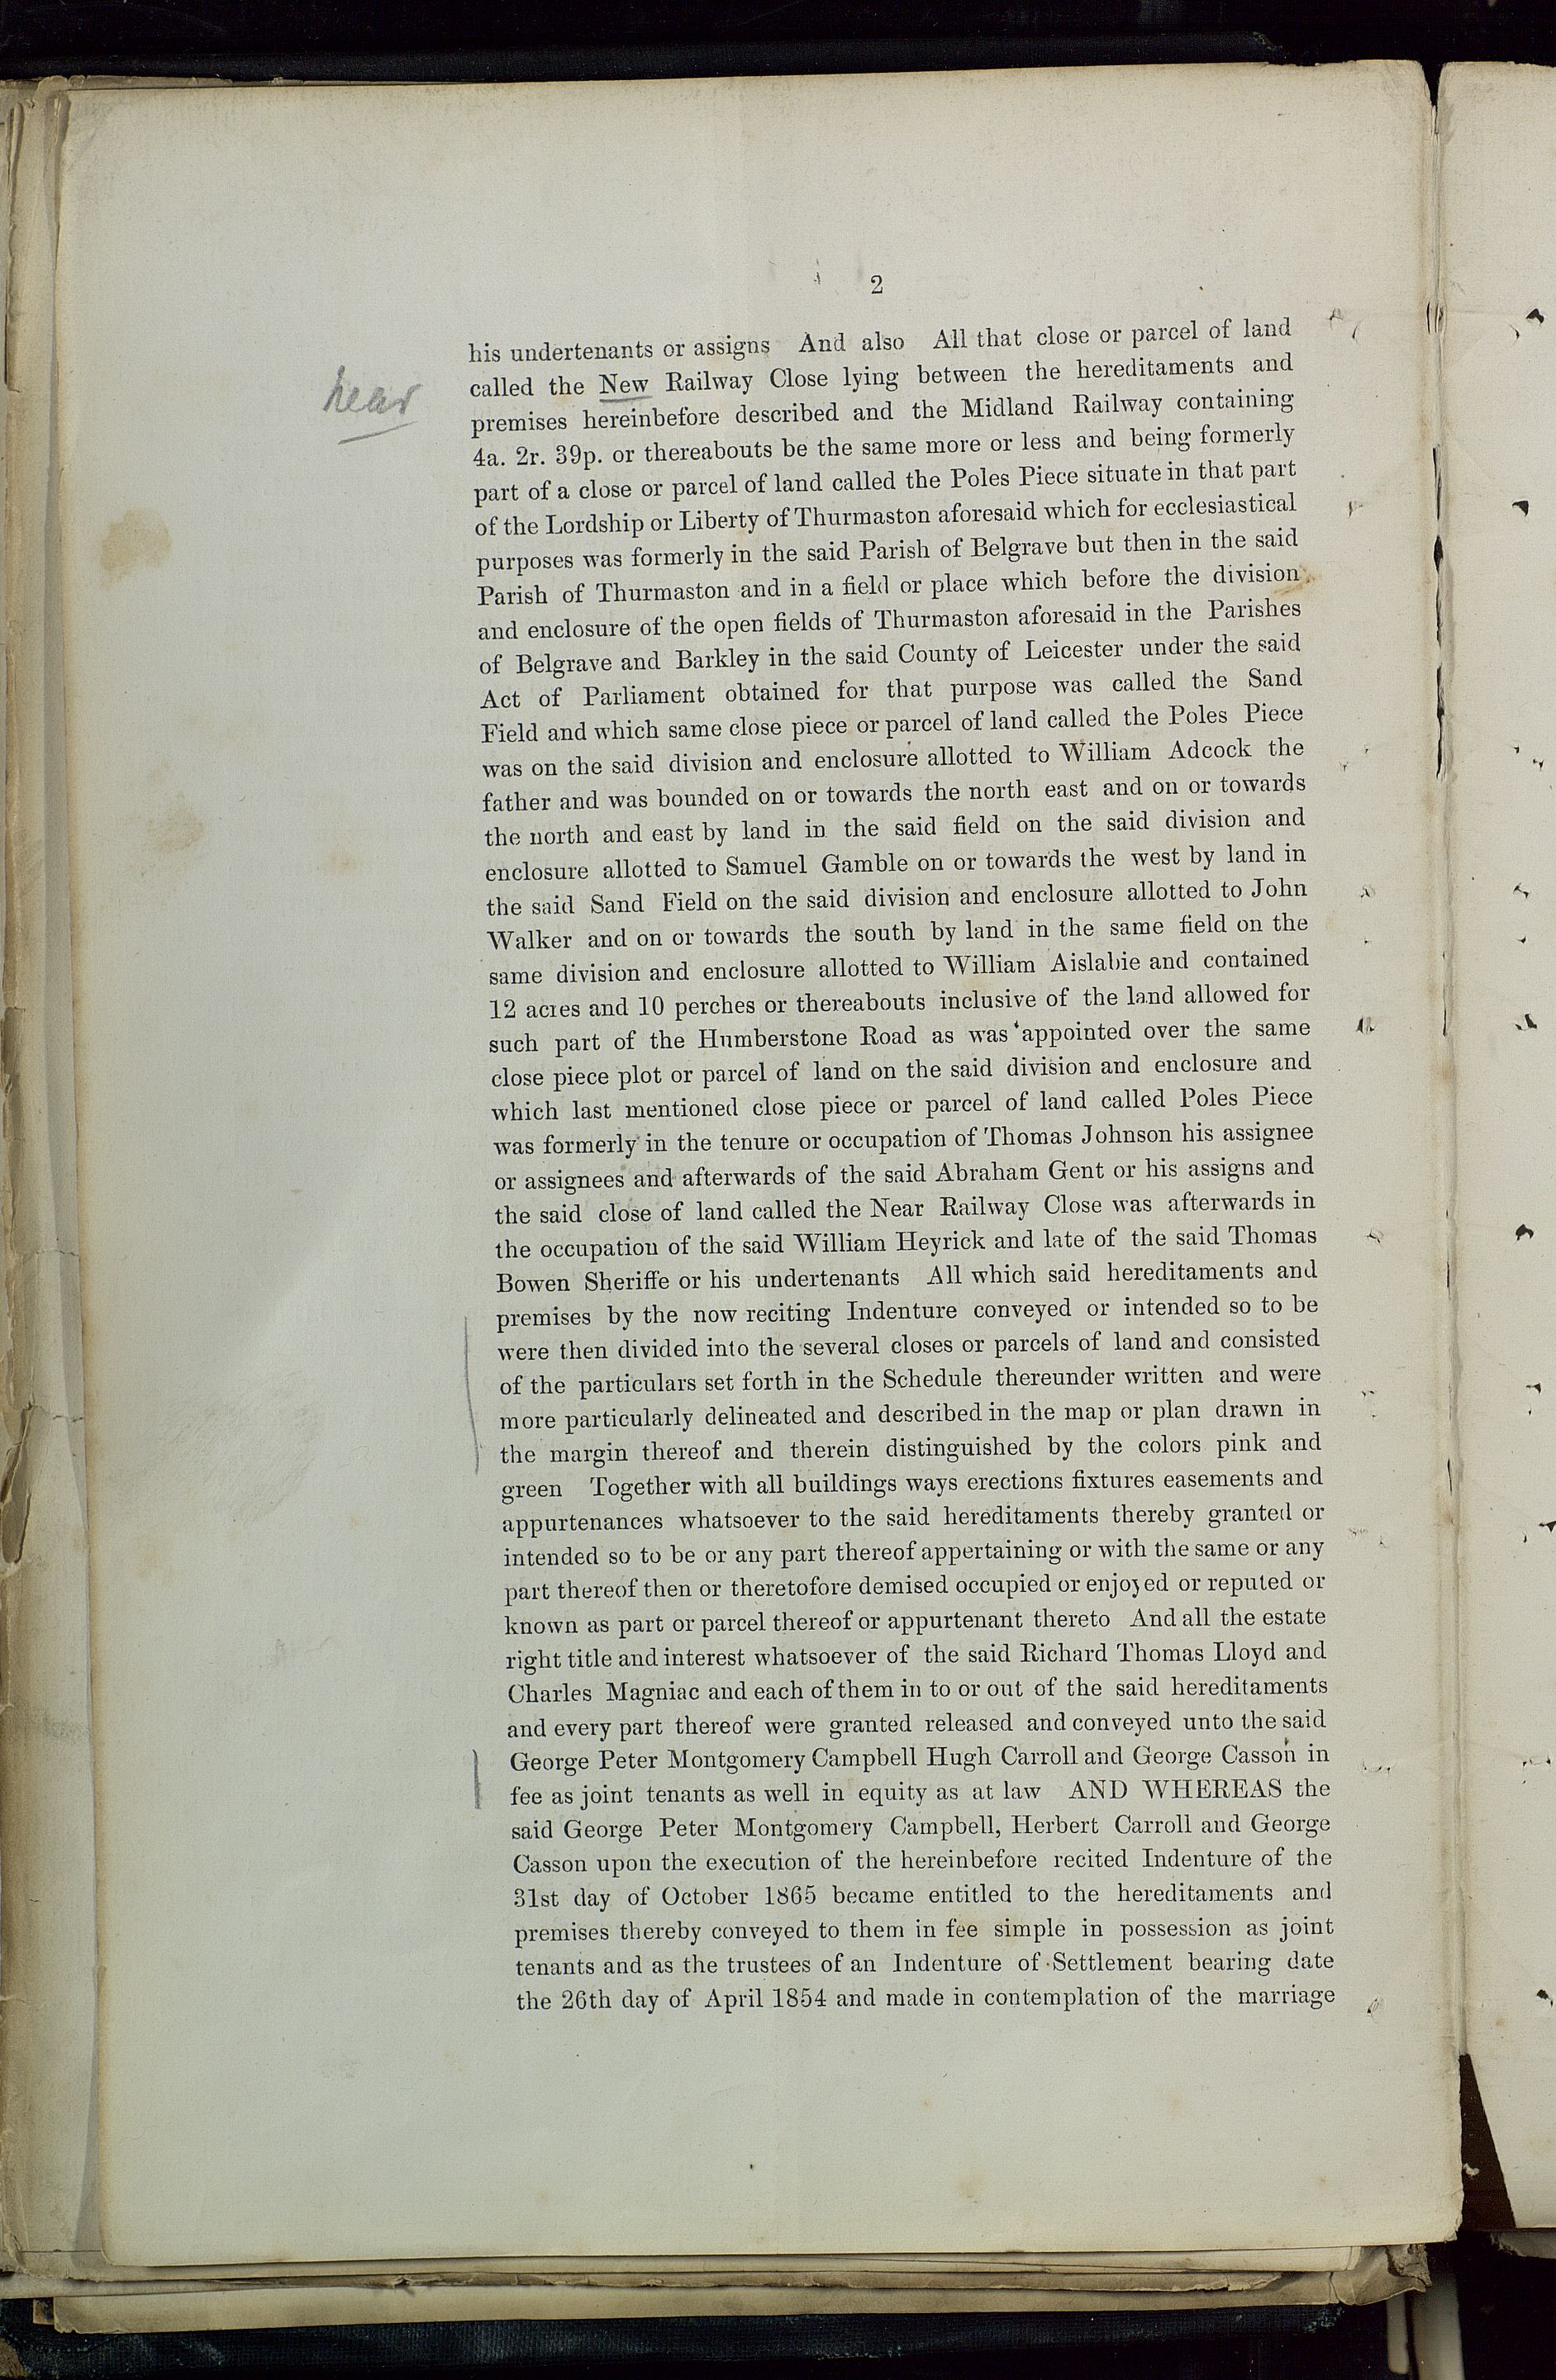 2
his undertenants or assigns And also All that close or parcel of land
near
called the New Railway Close lying between the hereditaments and
premises hereinbefore described and the Midland Railway containing
4a. 2r. 39p. or thereabouts be the same more or less and being formerly
part of a close or parcel of land called the Poles Piece situate in that part
of the Lordship or Liberty of Thurmaston aforesaid which for ecclesiastical
purposes was formerly in the said Parish of Belgrave but then in the said
Parish of Thurmaston and in a field or place which before the division
and enclosure of the open fields of Thurmaston aforesaid in the Parishes
of Belgrave and Barkley in the said County of Leicester under the said
Act of Parliament obtained for that purpose was called the Sand
Field and which same close piece or parcel of land called the Poles Piece
was on the said division and enclosure allotted to William Adcock the
father and was bounded on or towards the north east and on or towards
the north and east by land in the said field on the said division and
enclosure allotted to Samuel Gamble on or towards the west by land in
the said Sand Field on the said division and enclosure allotted to John
Walker and on or towards the south by land in the same field on the
same division and enclosure allotted to William Aislabie and contained
12 acres and 10 perches or thereabouts inclusive of the land allowed for
such part of the Humberstone Road as was appointed over the same
close piece plot or parcel of land on the said division and enclosure and
which last mentioned close piece or parcel of land called Poles Piece
was formerly in the tenure or occupation of Thomas Johnson his assignee
or assignees and afterwards of the said Abraham Gent or his assigns and
the said close of land called the Near Railway Close was afterwards in
the occupation of the said William Heyrick and late of the said Thomas
Bowen Sheriffe or his undertenants All which said hereditaments and
premises by the now reciting Indenture conveyed or intended so to be
were then divided into the several closes or parcels of land and consisted
of the particulars set forth in the Schedule thereunder written and were
more particularly delineated and described in the map or plan drawn in
the margin thereof and therein distinguished by the colors pink and
green Together with all buildings ways erections fixtures easements and
appurtenances whatsoever to the said hereditaments thereby granted or
intended so to be or any part thereof appertaining or with the same or any
part thereof then or theretofore demised occupied or enjoyed or reputed or
known as part or parcel thereof or appurtenant thereto And all the estate
right title and interest whatsoever of the said Richard Thomas Lloyd and
Charles Magniac and each of them in to or out of the said hereditaments
and every part thereof were granted released and conveyed unto the said
George Peter Montgomery Campbell Hugh Carroll and George Casson in
fee as joint tenants as well in equity as at law AND WHEREAS the
said George Peter Montgomery Campbell, Herbert Carroll and George
Casson upon the execution of the hereinbefore recited Indenture of the
31st day of October 1865 became entitled to the hereditaments and
premises thereby conveyed to them in fee simple in possession as joint
tenants and as the trustees of an Indenture of Settlement bearing date
the 26th day of April 1854 and made in contemplation of the marriage